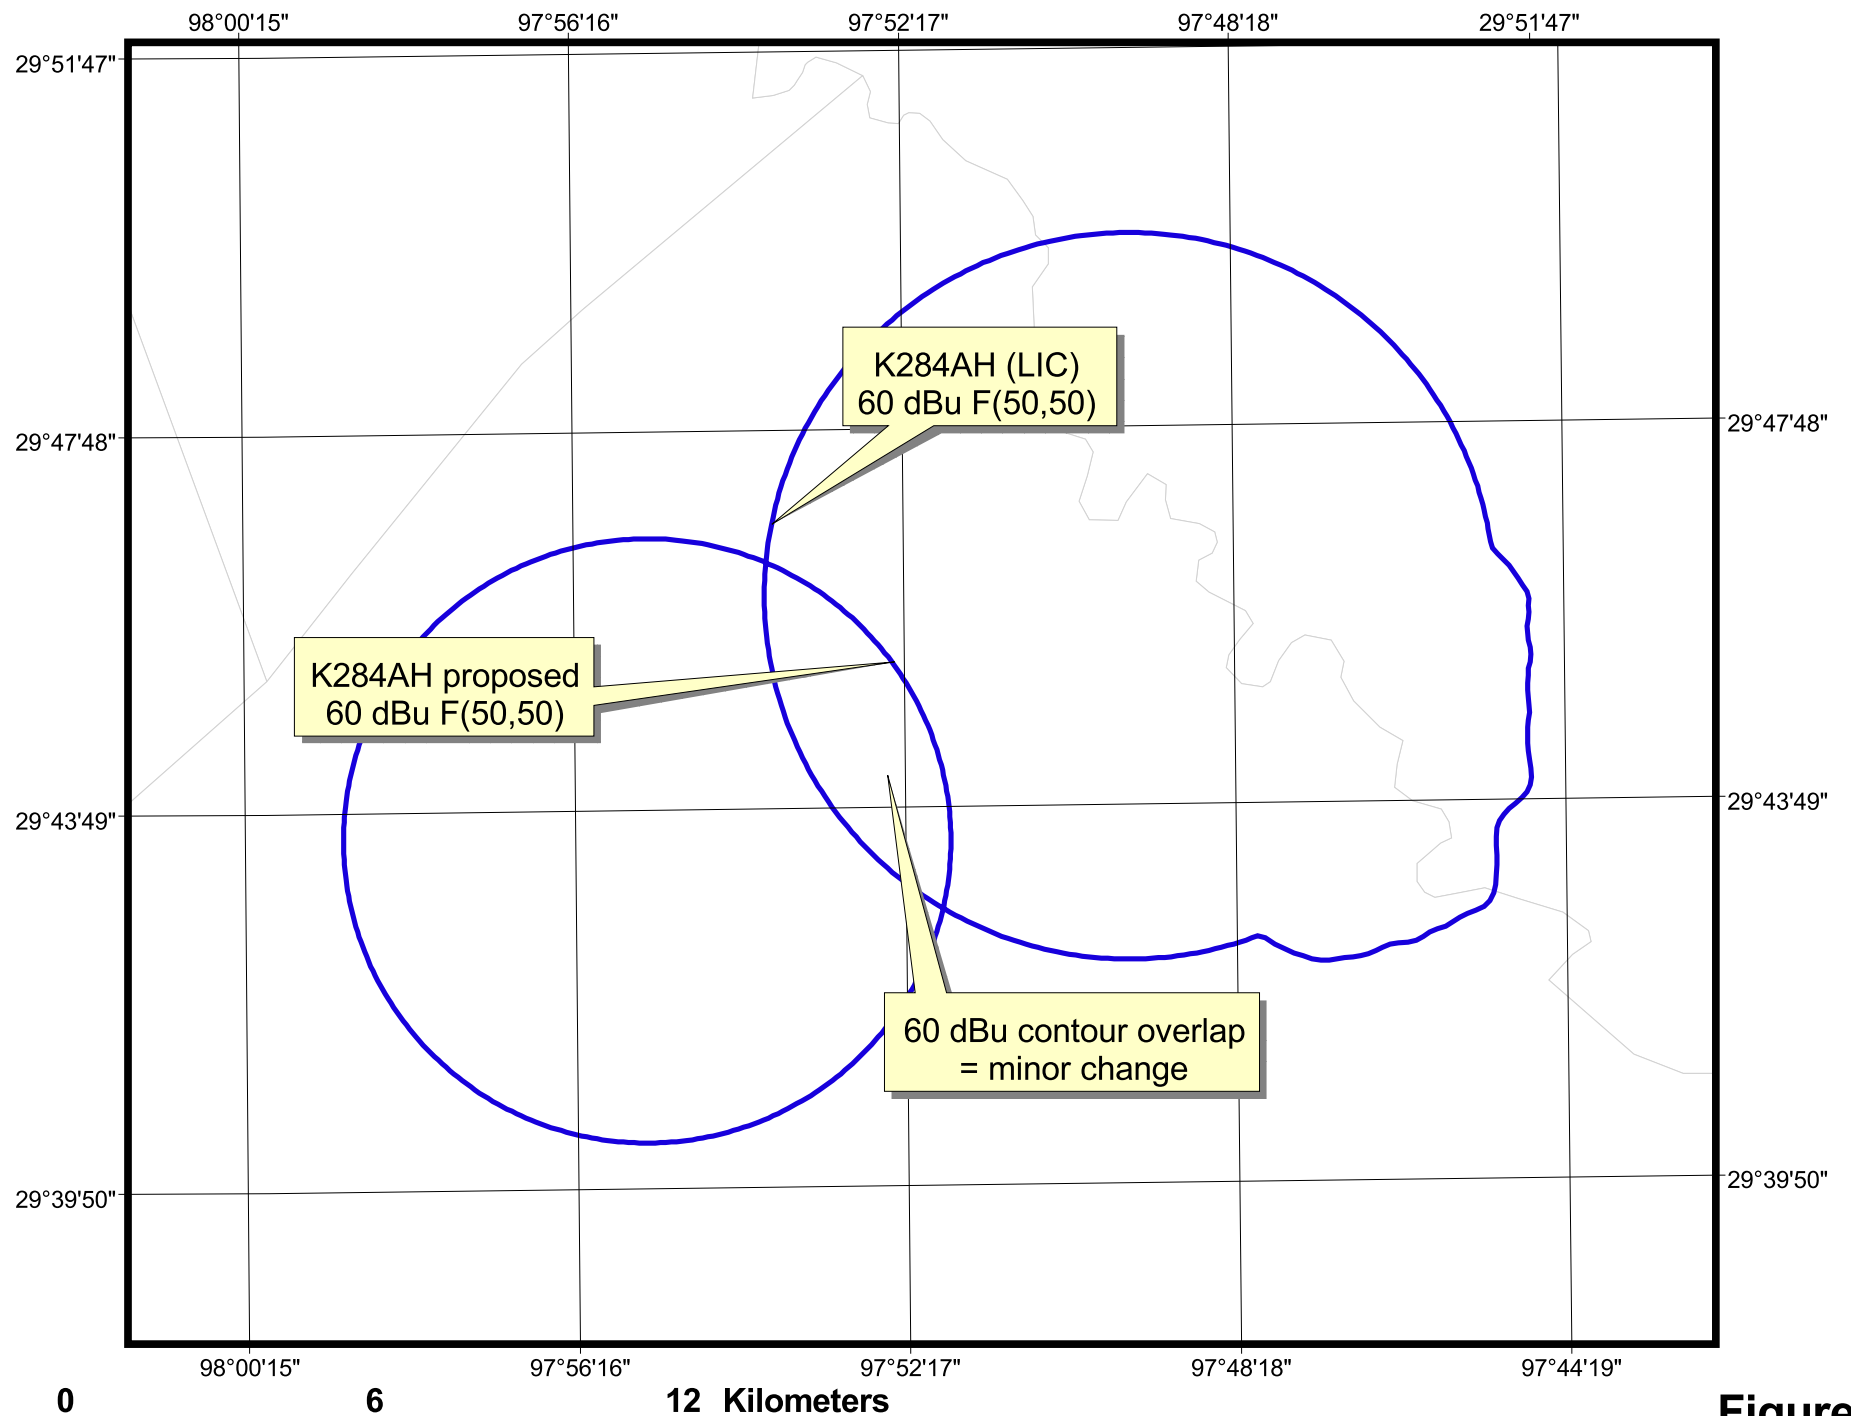 98°00'15" 97°56'16" 97°52'17" 97°48'18" 29°51'47"
29°51'47"
K284AH (LIC)
60 dBu F(50,50)
29°47'48" 29°47'48"
K284AH proposed
60 dBu F(50,50)
29°43'49" 29°43'49"
60 dBu contour overlap
= minor change
29°39'50" 29°39'50"
98°00'15" 97°56'16" 97°52'17" 97°48'18" 97°44'19"
0 6 12 Kilometers
Figure